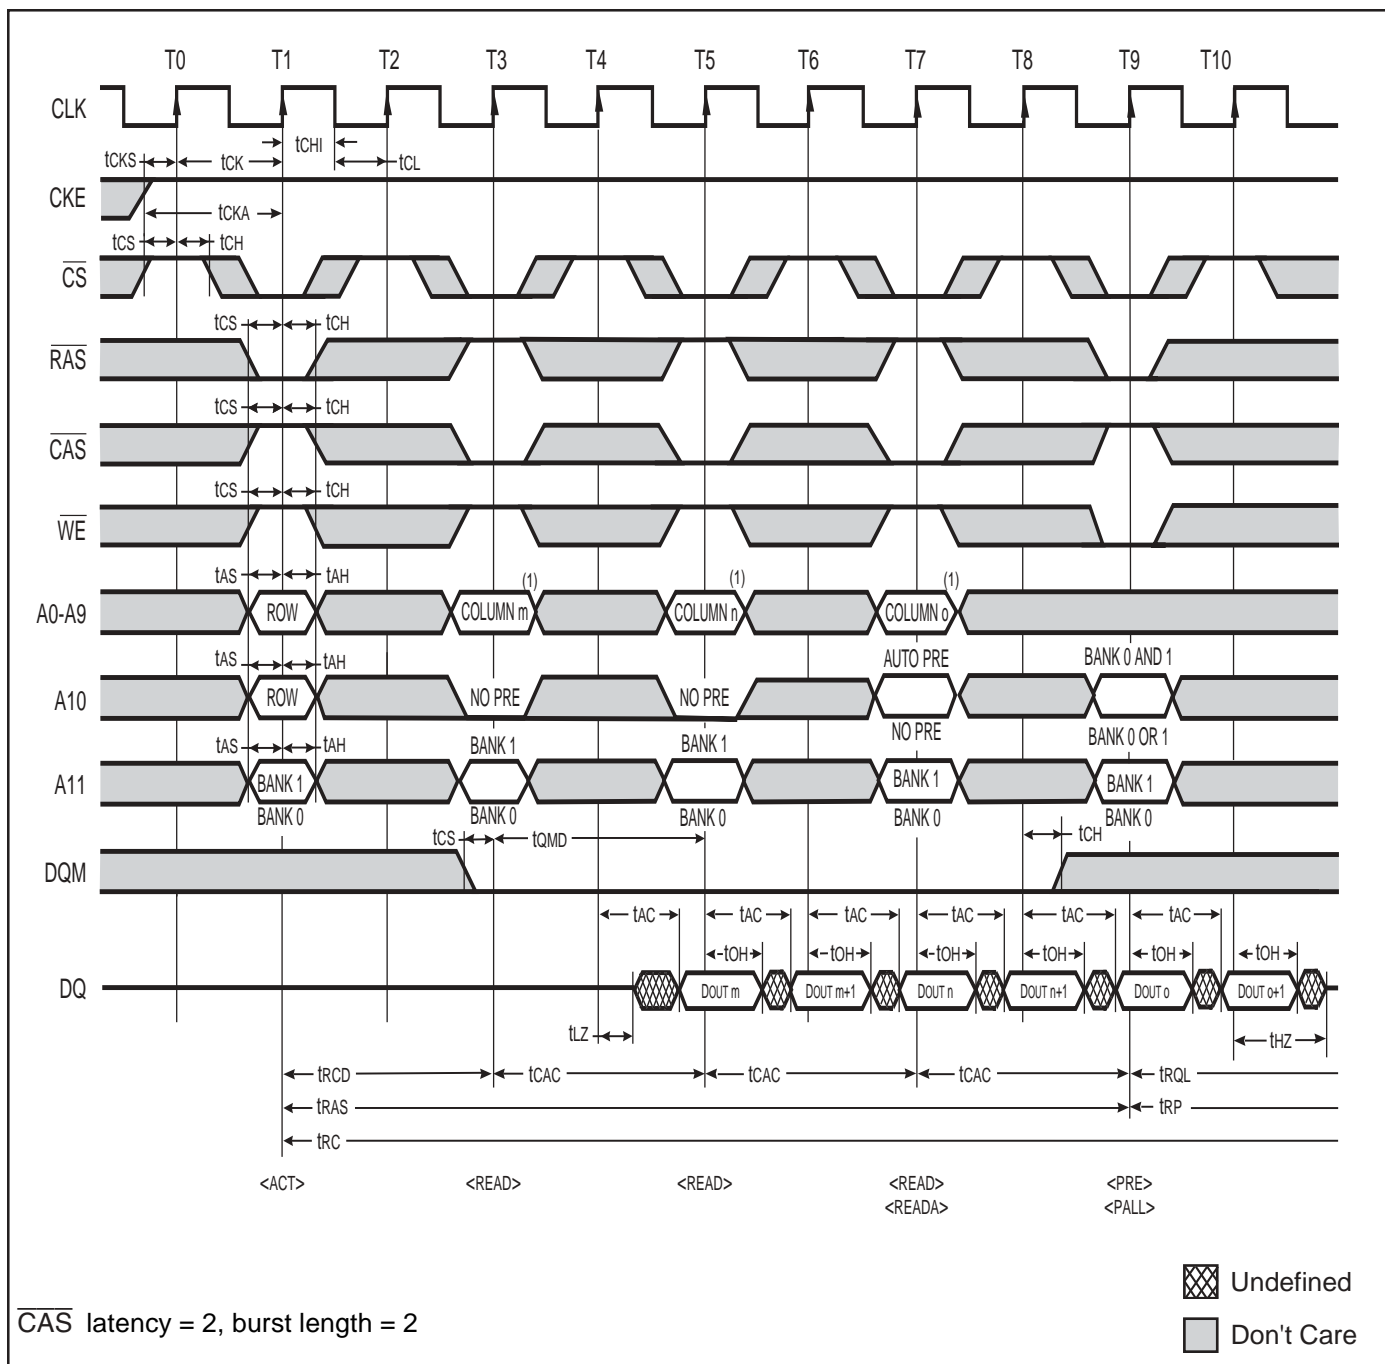 T0 T1 T2 T3 T4 T5 T6 T7 T8 T9 T10
CLK
tCHI
tCKS tCK tCL
CKE
tCKA
tCS tCH
CS
tCS tCH
RAS
tCS tCH
CAS
tCS tCH
WE
tAS tAH (1) (1) (1)
A0-A9 ROW COLUMN m COLUMN n COLUMN o
tAS tAH AUTO PRE BANK 0 AND 1
A10 ROW NO PRE NO PRE
NO PRE BANK 0 OR 1
tAS tAH BANK 1 BANK 1
A11 BANK 1 BANK 1 BANK 1
BANK 0 BANK 0 BANK 0 BANK 0 BANK 0
tCS tQMD tCH
DQM
tAC tAC tAC tAC tAC tAC
tOH tOH tOH tOH tOH tOH
DQ DOUT m DOUT m+1 DOUT n DOUT n+1 DOUT o DOUT o+1
tLZ tHZ
tRCD tCAC tCAC tCAC tRQL
tRAS tRP
tRC
<ACT> <READ> <READ> <READ> <PRE>
<READA> <PALL>
Undefined
CAS latency = 2, burst length = 2
Don't Care